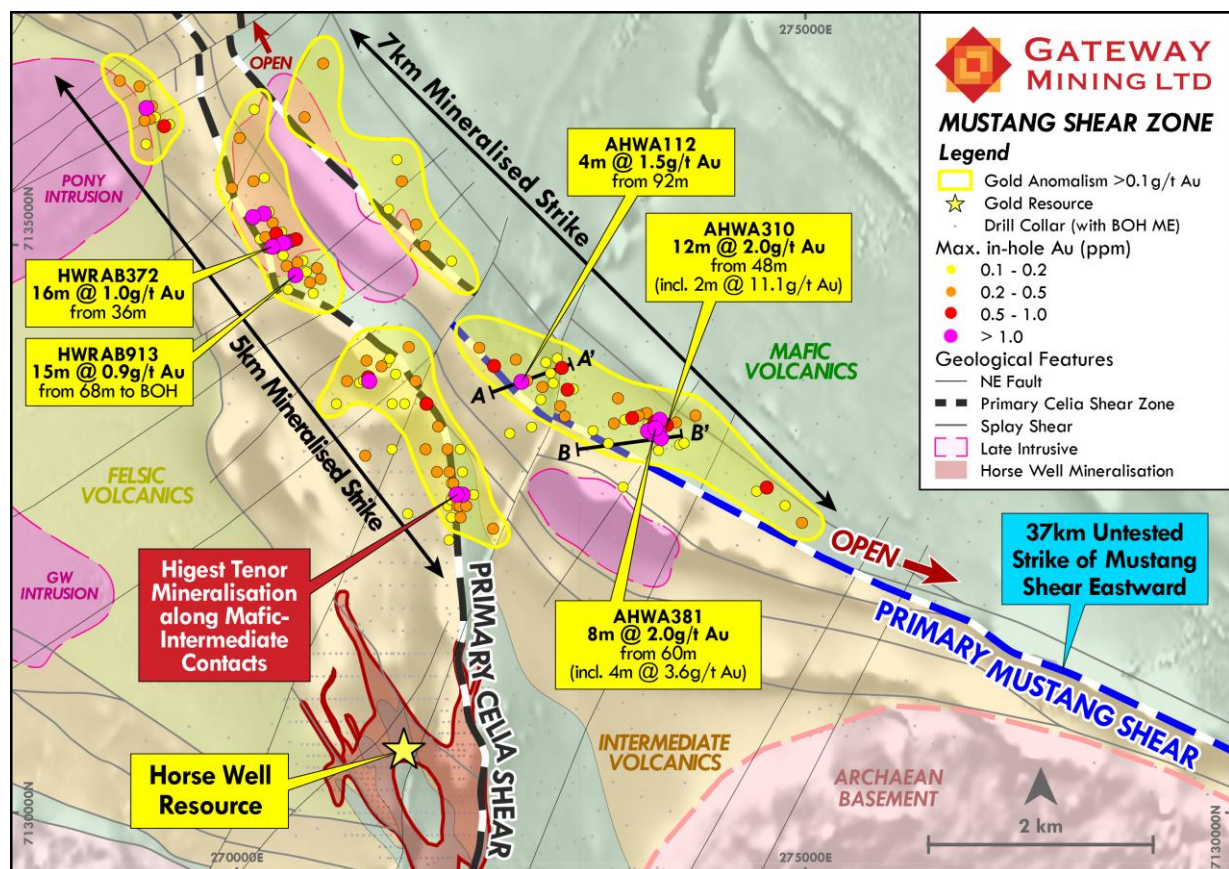 275000E
OPEN
7km Mineralised Strike
PONY
INTRUSION
7135000N
AHWA112
4m @ 1.5g/t Au
from 92m
AHWA310
12m @ 2.0g/t Au
from 48m
(incl. 2m @ 11.1g/t Au)
HWRAB372
16m @ 1.0g/t Au
from 36m
HWRAB913
15m @ 0.9g/t Au
from 68m to BOH
5km Mineralised Strike
A
A'
B
B'
MAFIC
VOLCANICS
FELSIC
VOLCANICS
GW
INTRUSION
Higest Tenor
Mineralisation
along Mafic-
Intermediate
Contacts
AHWA381
8m @ 2.0g/t Au
from 60m
(incl. 4m @ 3.6g/t Au)
OPEN
37km Untested
Strike of Mustang
Shear Eastward
PRIMARY MUSTANG SHEAR
PRIMARY CELIA SHEAR
Horse Well
Resource
INTERMEDIATE
VOLCANICS
ARCHAEAN
BASEMENT
2 km
7130000N
270000E
275000E
7130000N
GATEWAY
MINING LTD
MUSTANG SHEAR ZONE
Legend
Gold Anomalism >0.1g/t Au
Gold Resource
Drill Collar (with BOH ME)
Max. in-hole Au (ppm)
0.1 - 0.2
0.2 - 0.5
0.5 - 1.0
> 1.0
Geological Features
NE Fault
Primary Celia Shear Zone
Splay Shear
Late Intrusive
Horse Well Mineralisation